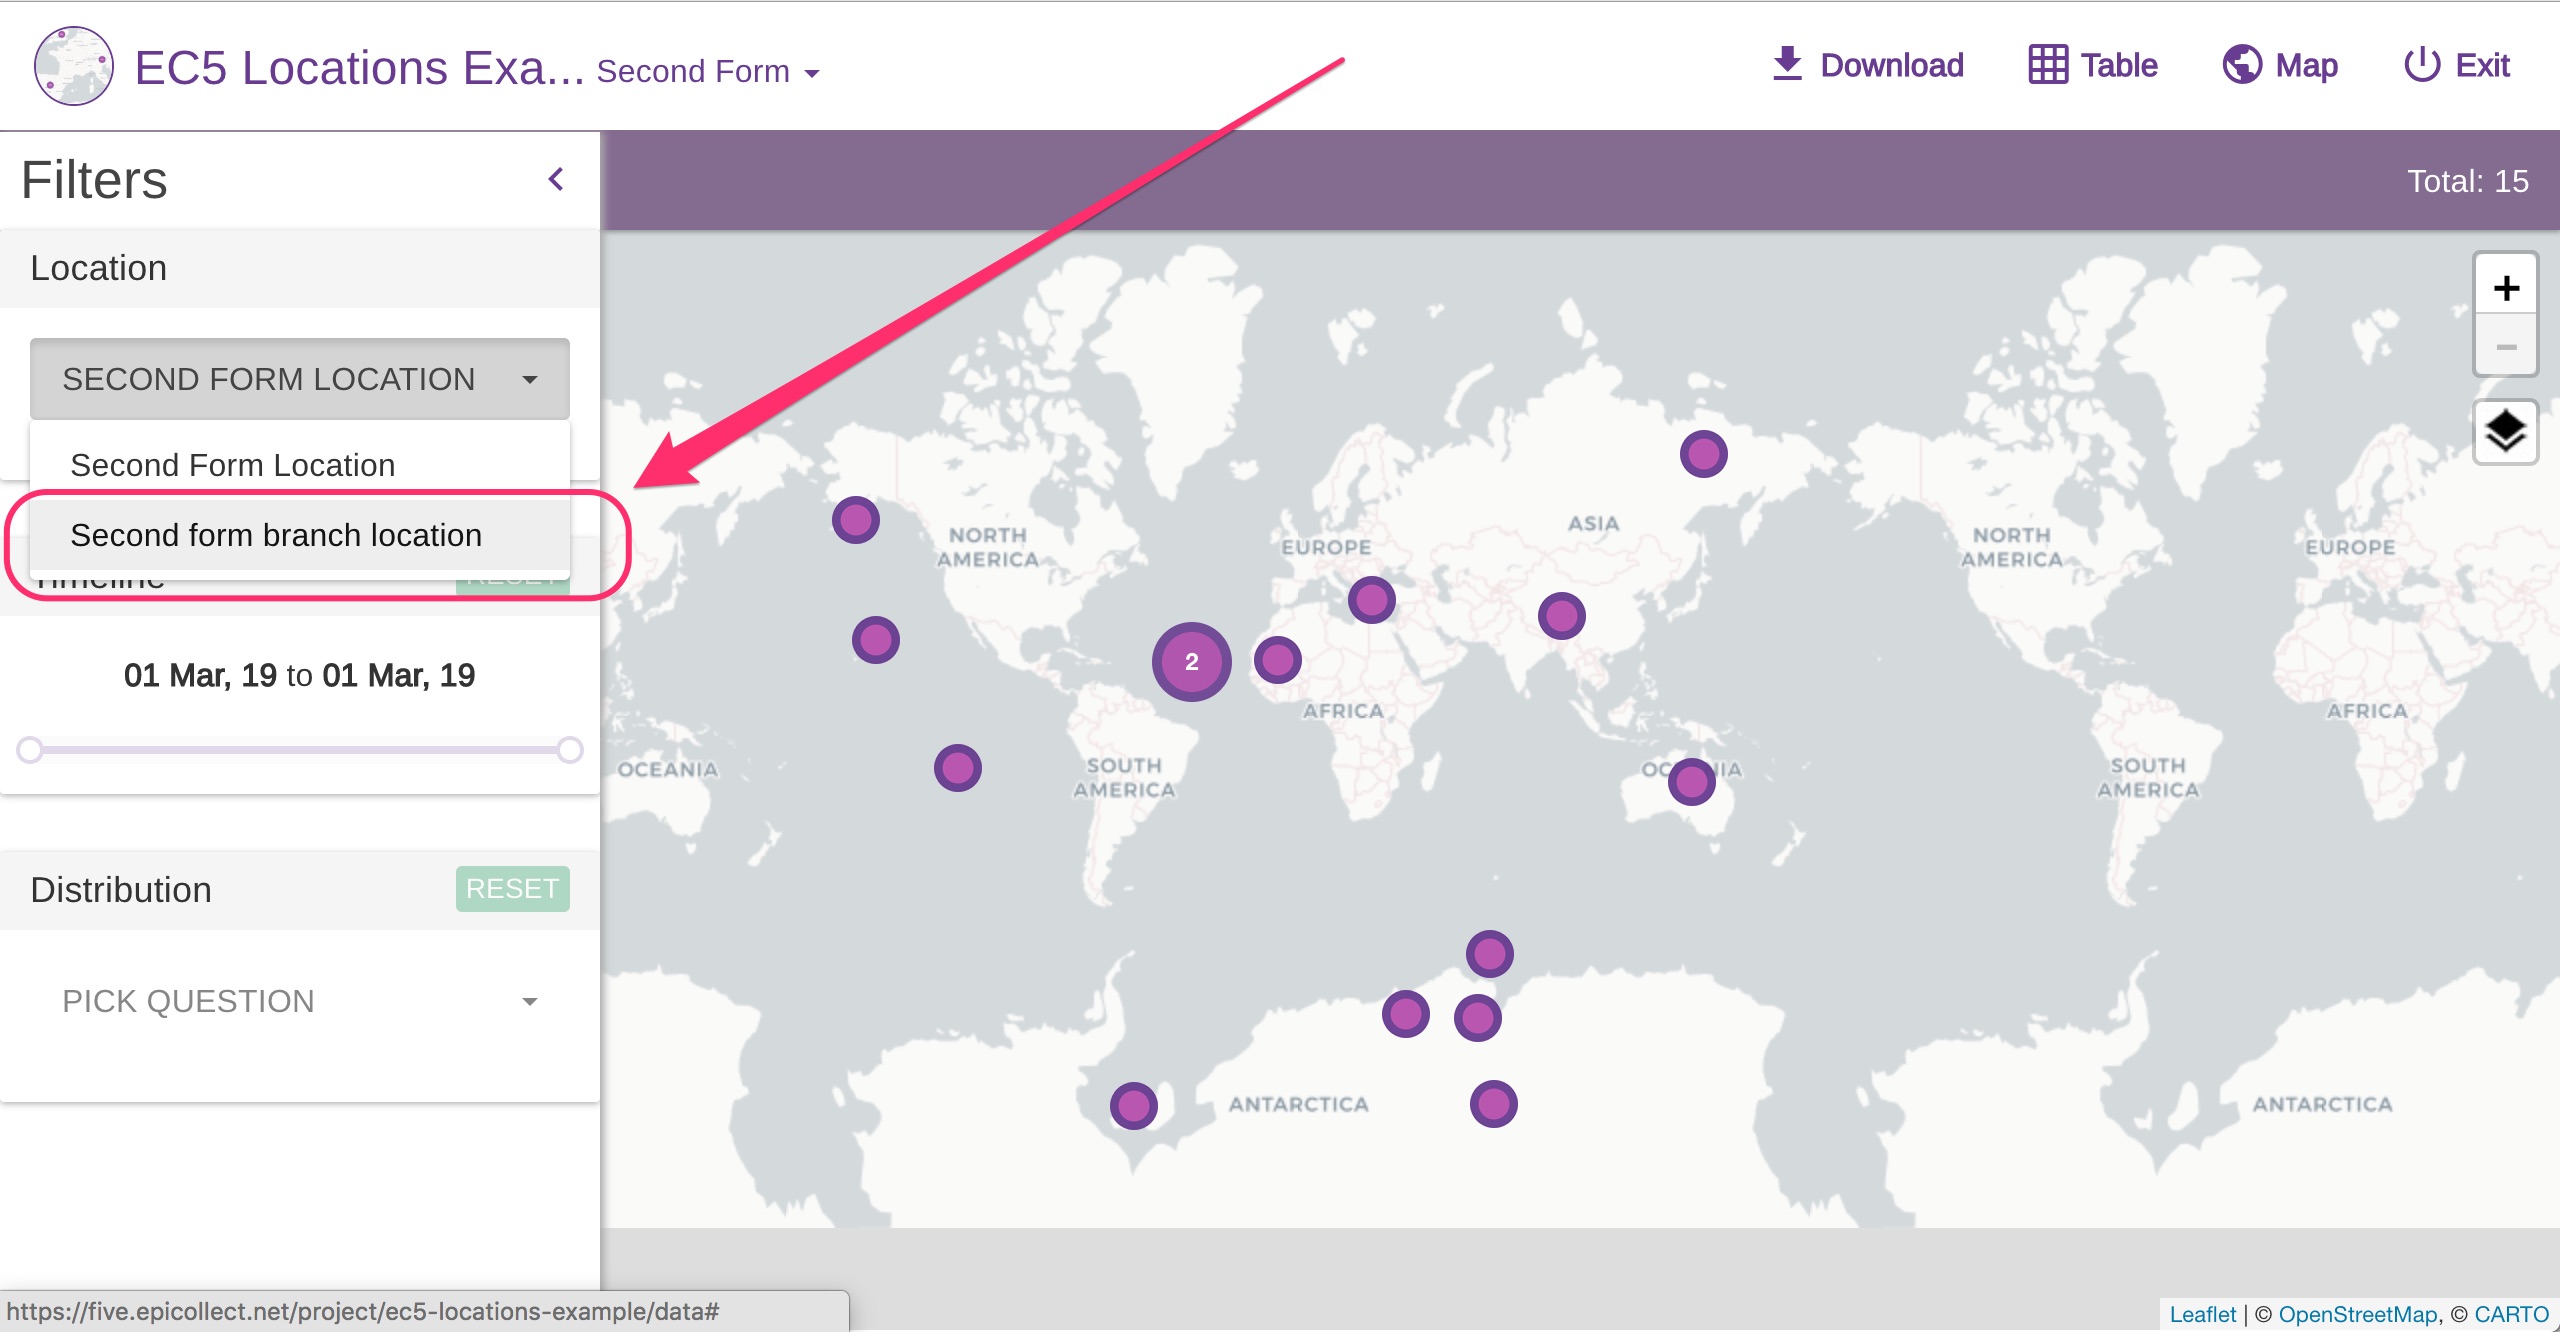 EC5 Locations Exa... Second Form
Download
Table
Map
Exit
Filters
Total: 15
Location
SECOND FORM LOCATION
Second Form Location
Second form branch location
Timeline
RESET
01 Mar, 19 to 01 Mar, 19
Distribution
RESET
PICK QUESTION
+
−
NORTH
AMERICA
EUROPE
ASIA
AFRICA
2
OCEANIA
SOUTH
AMERICA
OCEANIA
ANTARCTICA
NORTH
AMERICA
EUROPE
AFRICA
SOUTH
AMERICA
ANTARCTICA
https://five.epicollect.net/project/ec5-locations-example/data#
Leaflet | © OpenStreetMap, © CARTO